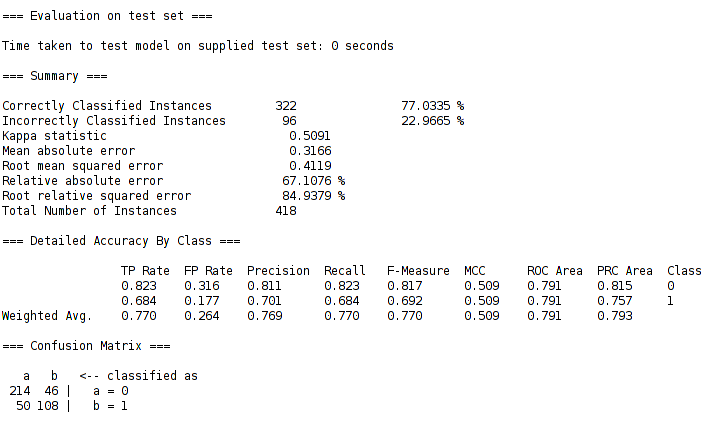 === Evaluation on test set ===
Time taken to test model on supplied test set: 0 seconds
=== Summary ===
Correctly Classified Instances         322               77.0335 %
Incorrectly Classified Instances        96               22.9665 %
Kappa statistic                          0.5091
Mean absolute error                      0.3166
Root mean squared error                  0.4119
Relative absolute error                 67.1076 %
Root relative squared error             84.9379 %
Total Number of Instances              418
=== Detailed Accuracy By Class ===
                 TP Rate  FP Rate  Precision  Recall   F-Measure  MCC      ROC Area  PRC Area  Class
                 0.823    0.316    0.811      0.823    0.817      0.509    0.791     0.815     0
                 0.684    0.177    0.701      0.684    0.692      0.509    0.791     0.757     1
Weighted Avg.    0.770    0.264    0.769      0.770    0.770      0.509    0.791     0.793
=== Confusion Matrix ===
   a   b   <-- classified as
 214  46 |   a = 0
  50 108 |   b = 1